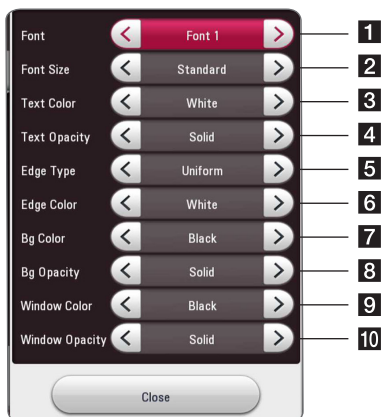 Font < Font 1 > 1
Font Size < Standard > 2
Text Color < White > 3
Text Opacity < Solid > 4
Edge Type < Uniform > 5
Edge Color < White > 6
Bg Color < Black > 7
Bg Opacity < Solid > 8
Window Color < Black > 9
Window Opacity < Solid > 10
Close